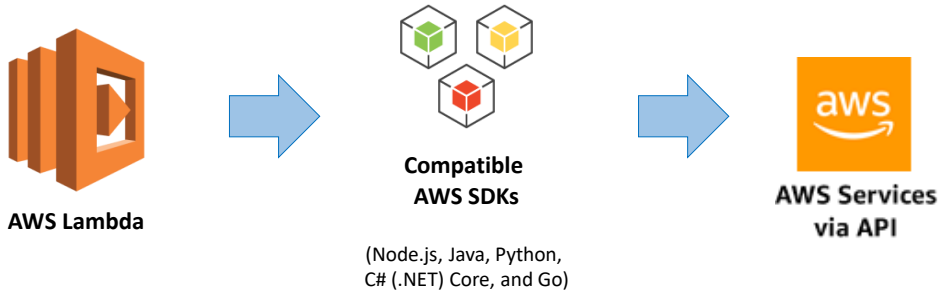 AWS Lambda
Compatible
AWS SDKs
(Node.js, Java, Python,
C# (.NET) Core, and Go)
aws
AWS Services
via API